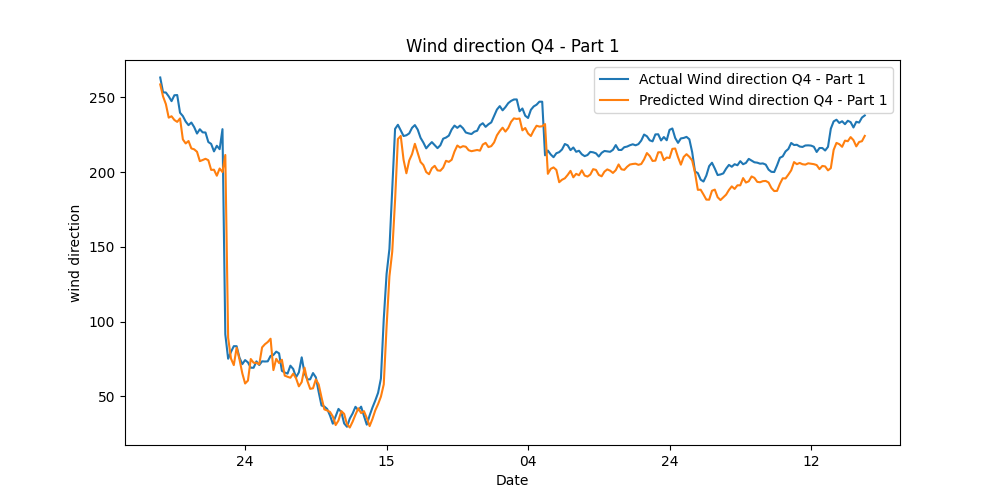 Wind direction Q4 - Part 1
Actual Wind direction Q4 - Part 1
Predicted Wind direction Q4 - Part 1
wind direction
250
200
150
100
50
24
15
04
24
12
Date